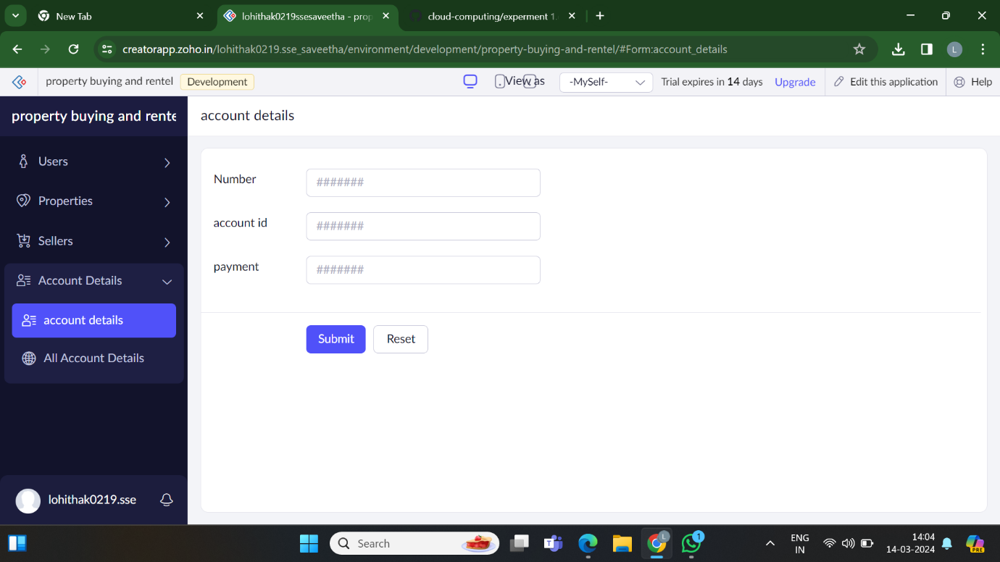 New Tab
lohithak0219ssesaveetha - prop
cloud-computing/experment 1.
creatorapp.zoho.in/lohithak0219.sse_saveetha/environment/development/property-buying-and-rentel/#Form:account_details
L
property buying and rentel
Development
View as
-MySelf-
Trial expires in 14 days
Upgrade
Edit this application
Help
property buying and rente
account details
Users
Properties
Sellers
Account Details
account details
All Account Details
Number
#######
account id
#######
payment
#######
Submit
Reset
lohithak0219.sse
Search
T
L
1
ENG
IN
14:04
14-03-2024
PRE